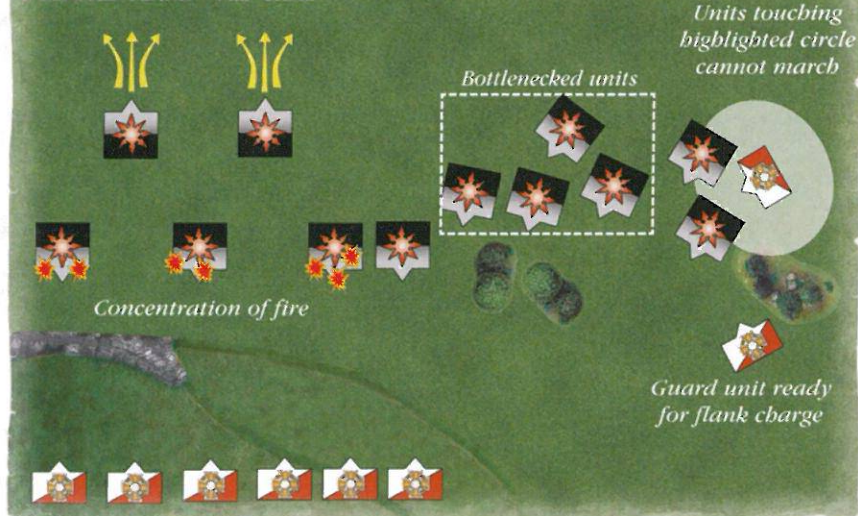 Units touching
highlighted circle
cannot march
Bottlenecked units
Concentration of fire
Guard unit ready
for flank charge